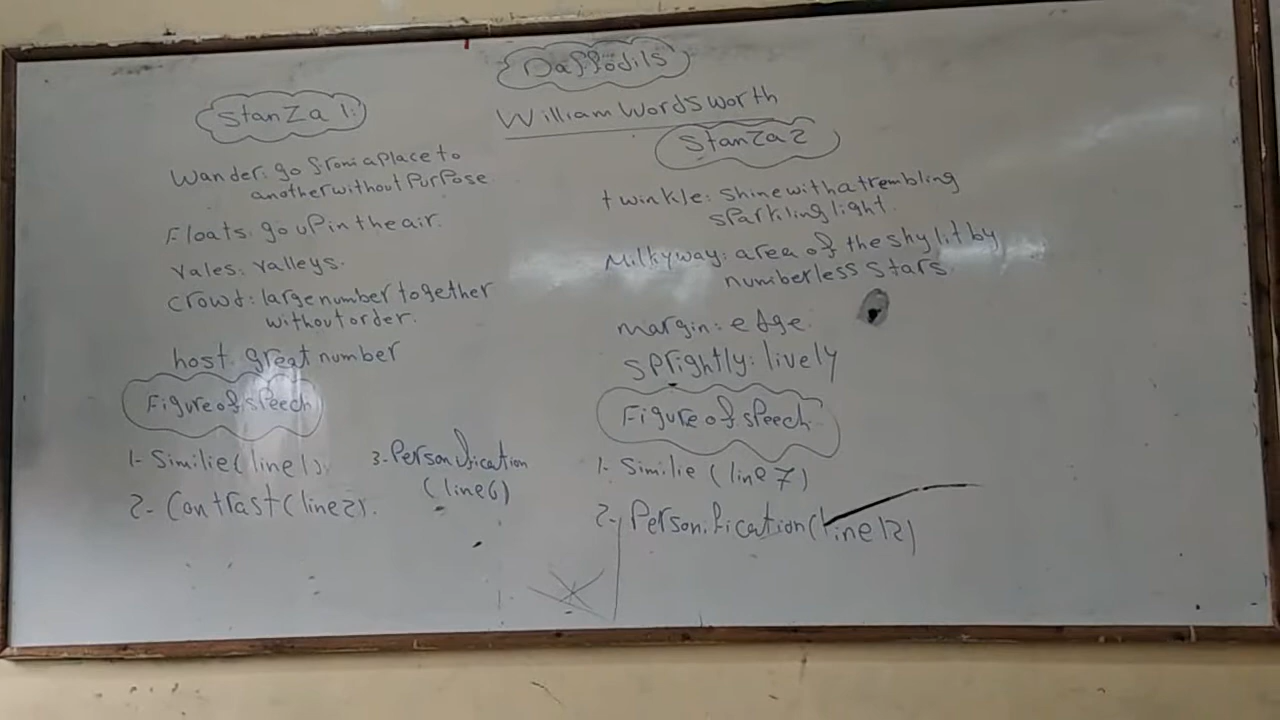 Daffodils
William Wordsworth
Stanza 1:
Wander: go from a place to
another without purpose
Floats: go up in the air.
Vales: valleys.
Crowd: large number together
without order.
host: great number
Figure of speech
1- Similie (line 1).
2- Contrast (line 2).
3- Personification
(line 6)
Stanza 2
twinkle: shine with a trembling
sparkling light.
Milkyway: area of the shy lit by
numberless stars.
margin: edge.
sprightly: lively
Figure of speech
1- Similie (line 7)
2- Personification (line 12)